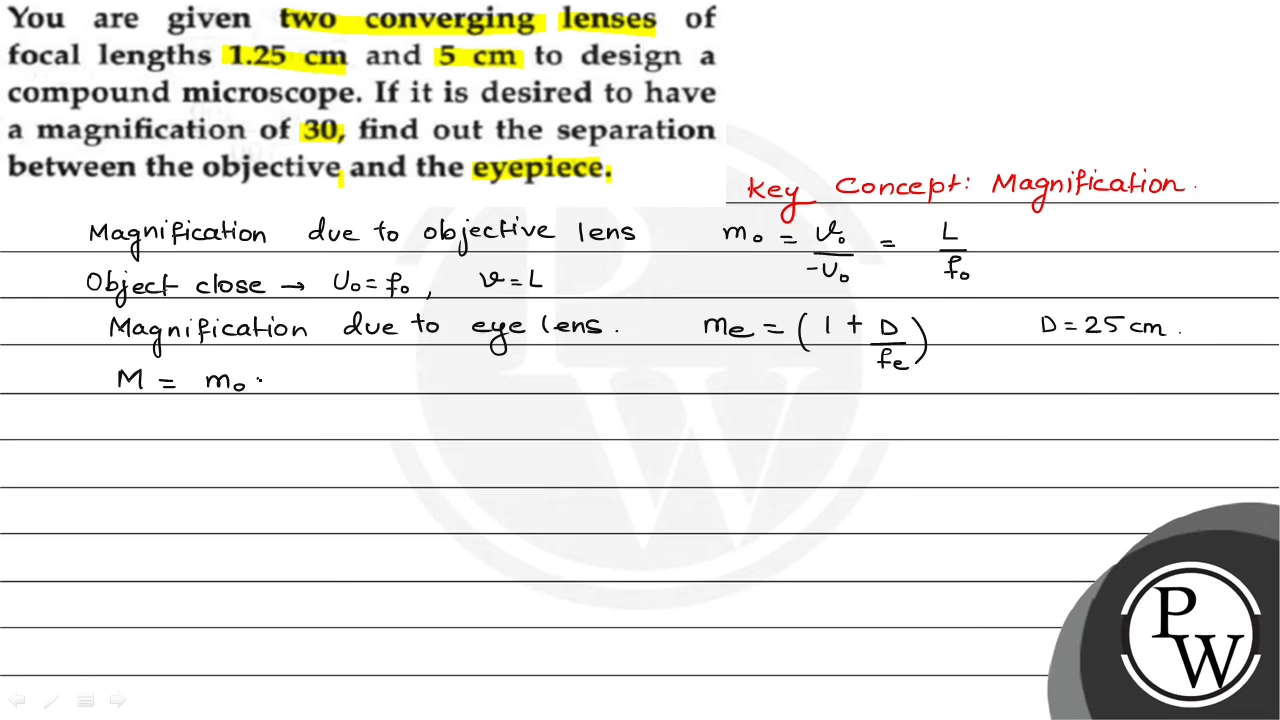 You are given two converging lenses of
focal lengths 1.25 cm and 5 cm to design a
compound microscope. If it is desired to have
a magnification of 30, find out the separation
between the objective and the eyepiece.
Key Concept: Magnification.
Magnification due to objective lens m₀ = v₀/-U₀ = L/f₀
Object close → U₀ = f₀, v = L
Magnification due to eye lens. me = (1 + D/fe) D = 25 cm.
M = m₀ ·
PW
PW